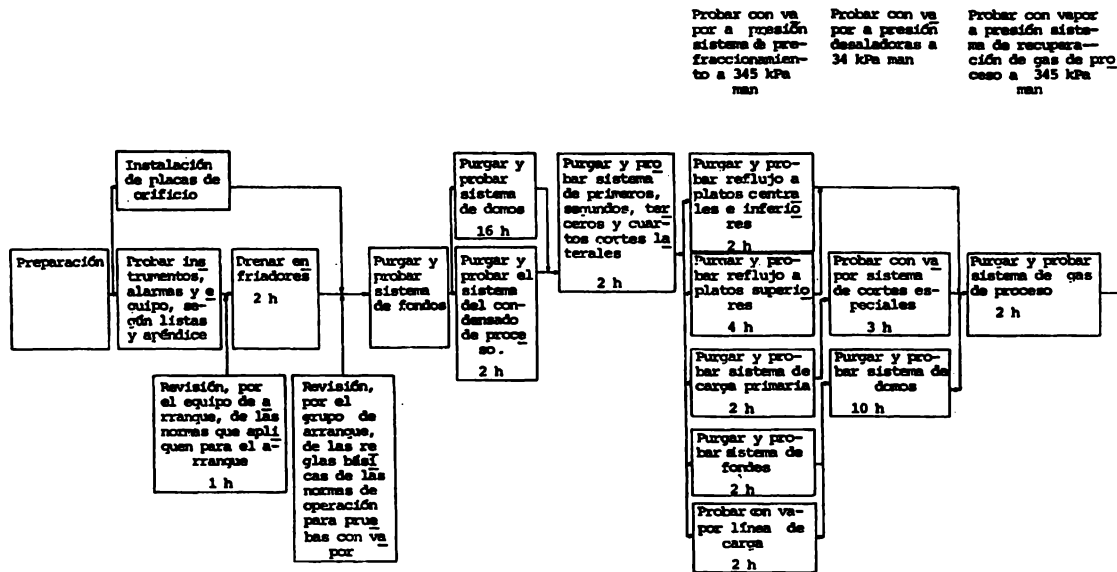 Probar con va
por a presión
sistema de pre-
fraccionamien-
to a 345 kPa
man
Probar con va
por a presión
desaladoras a
34 kPa man
Probar con vapor
a presión siste-
ma de recupera--
ción de gas de pro
ceso a 345 kPa
man
Instalación
de placas de
orificio
Purgar y
probar
sistema
de domos
16 h
Purgar y pro
bar sistema
de primeros,
segundos, ter
ceros y cuar
tos cortes la
terales
2 h
Purgar y pro-
bar reflujo a
platos centra
les e inferio
res
2 h
Preparación
Probar ins
trumentos,
alarmas y e
quipo, se-
gún listas
y apéndice
Drenar en
friadores
2 h
Purgar y
probar
sistema
de fondos
Purgar y
probar el
sistema
del con-
densado
de proce
so.
2 h
Purgar y pro-
bar reflujo a
platos superio
res
4 h
Probar con va
por sistema
de cortes es-
peciales
3 h
Purgar y probar
sistema de gas
de proceso
2 h
Revisión, por
el equipo de a
rranque, de las
normas que apli
quen para el a-
rranque
1 h
Revisión,
por el
grupo de
arranque,
de las re
glas bási
cas de las
normas de
operación
para prue
bas con va
por
Purgar y pro-
bar sistema de
carga primaria
2 h
Purgar y pro-
bar sistema de
domos
10 h
Purgar y pro-
bar sistema de
fondes
2 h
Probar con va-
por línea de
carga
2 h